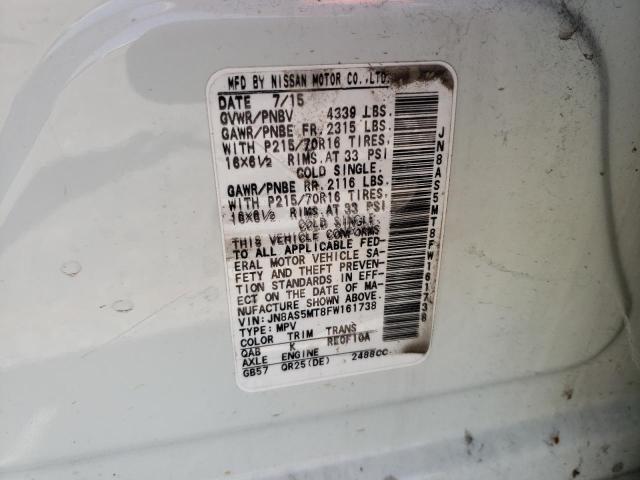 MFD BY NISSAN MOTOR CO.,LTD.
DATE 7/15
GVWR/PNBV 4339 LBS.
GAWR/PNBE FR. 2315 LBS.
WITH P215/70R16 TIRES,
16X6½ RIMS, AT 33 PSI
COLD SINGLE.
GAWR/PNBE RR. 2116 LBS.
WITH P215/70R16 TIRES,
16X6½ RIMS, AT 33 PSI
COLD SINGLE.
THIS VEHICLE CONFORMS
TO ALL APPLICABLE FED-
ERAL MOTOR VEHICLE SA-
FETY AND THEFT PREVEN-
TION STANDARDS IN EFF-
ECT ON THE DATE OF MA-
NUFACTURE SHOWN ABOVE.
VIN: JN8AS5MT8FW161738
TYPE: MPV
COLOR TRIM TRANS
QAB K RE0F10A
AXLE ENGINE
GB57 QR25(DE) 2488CC
JN8AS5MT8FW161738